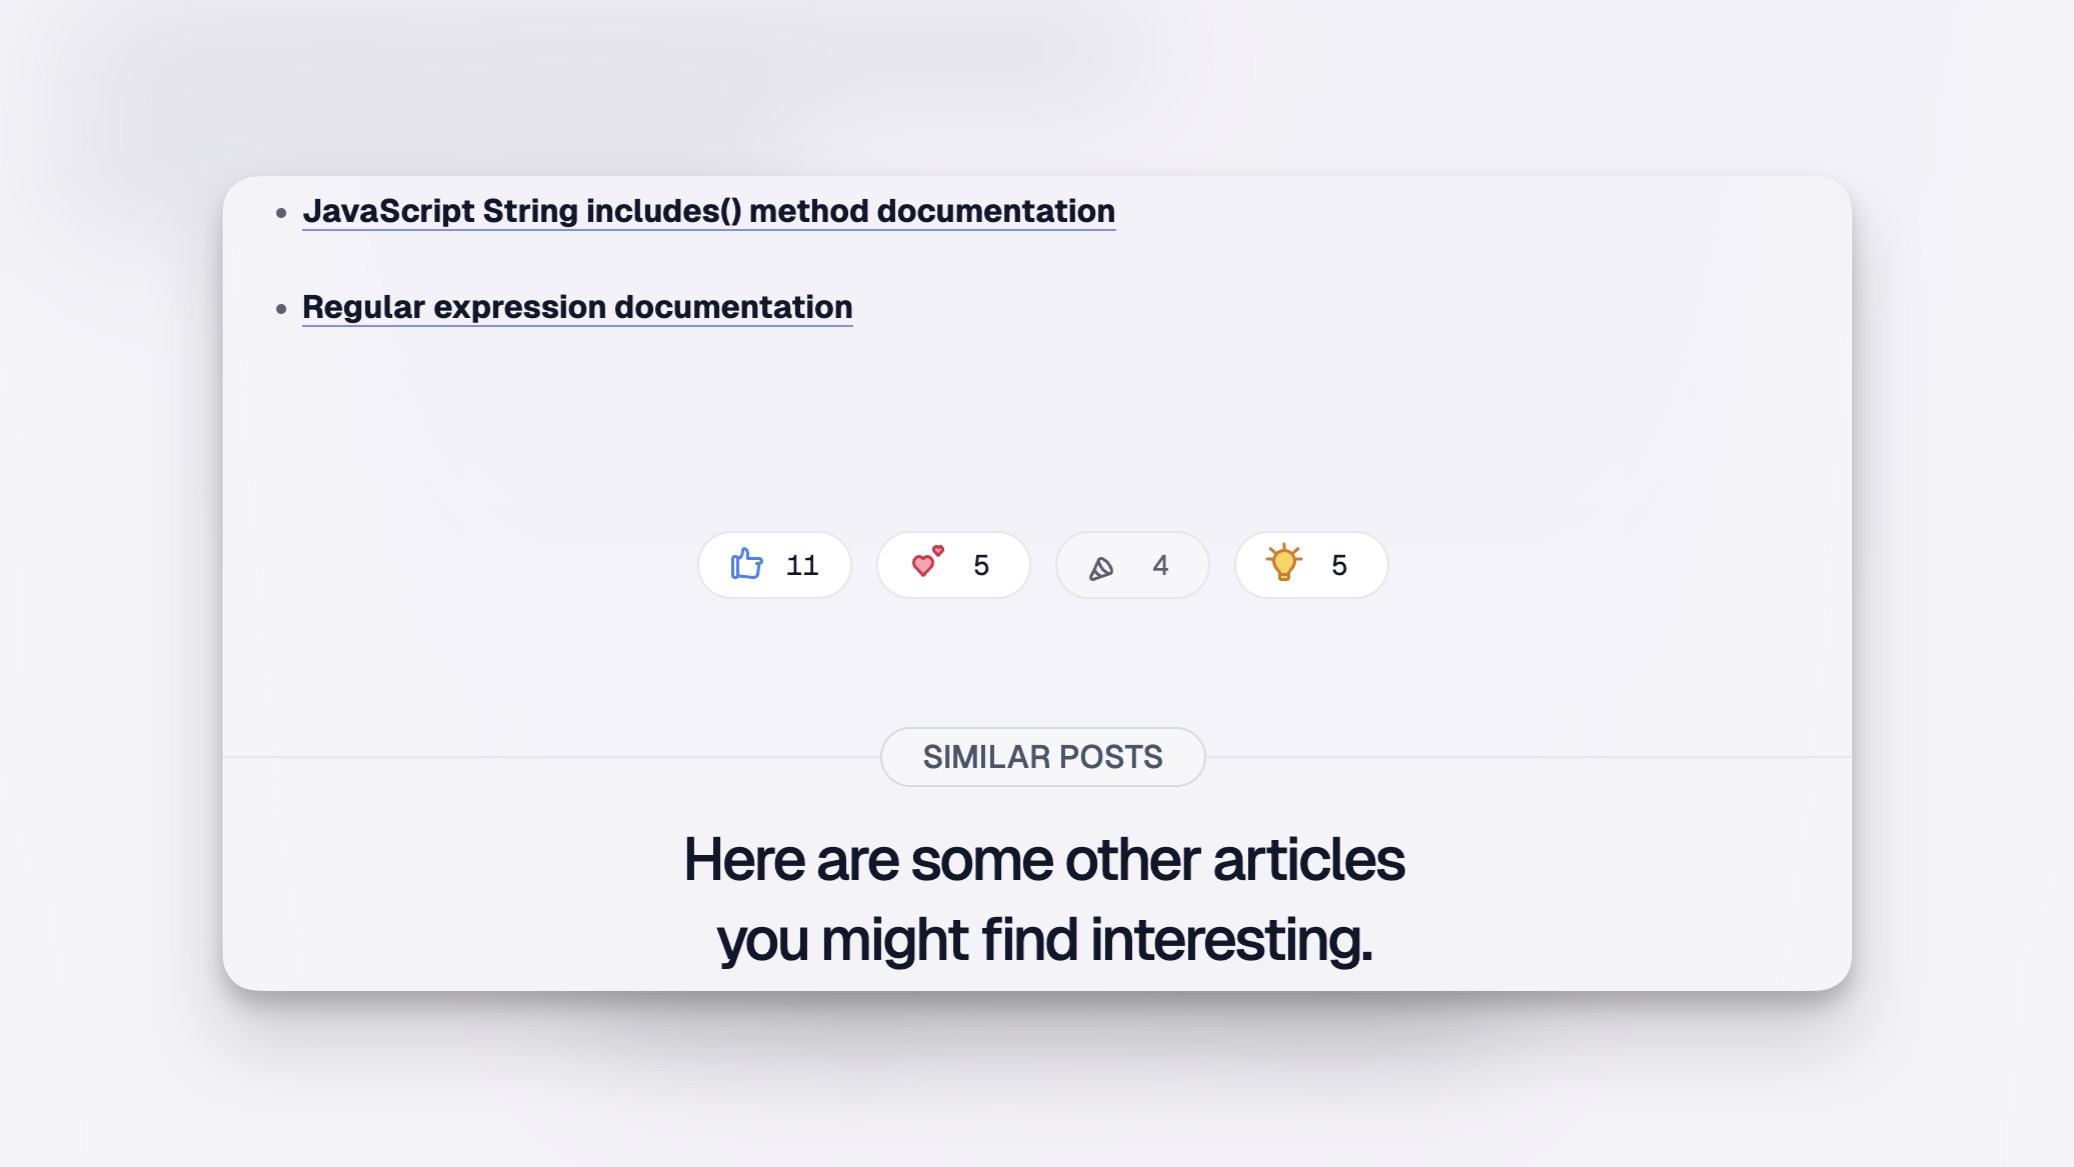 JavaScript String includes() method documentation
Regular expression documentation
11 5 4 5
SIMILAR POSTS
Here are some other articles
you might find interesting.